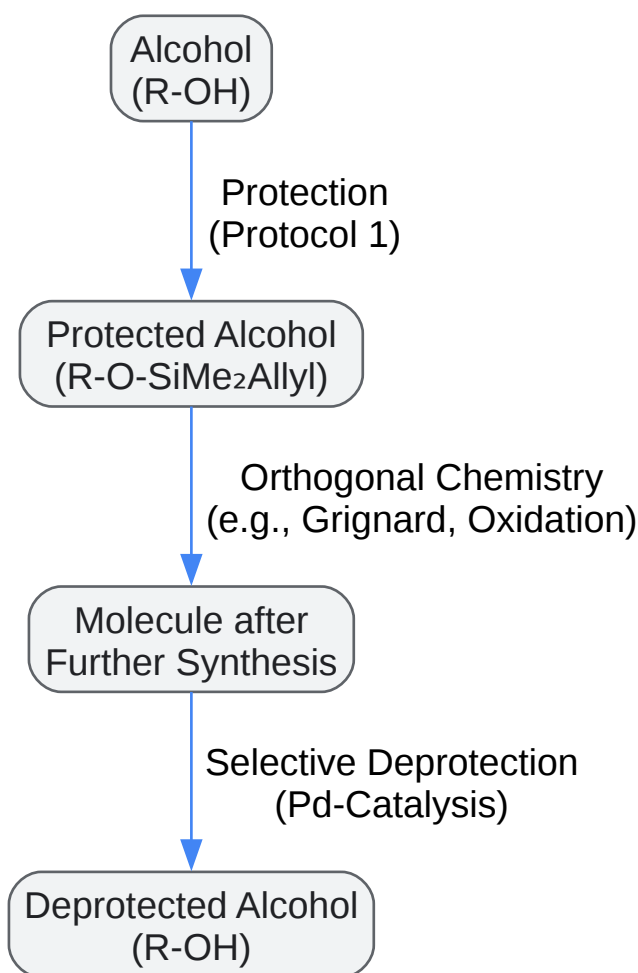 Alcohol
(R-OH)
Protection
(Protocol 1)
Protected Alcohol
(R-O-SiMe₂Allyl)
Orthogonal Chemistry
(e.g., Grignard, Oxidation)
Molecule after
Further Synthesis
Selective Deprotection
(Pd-Catalysis)
Deprotected Alcohol
(R-OH)